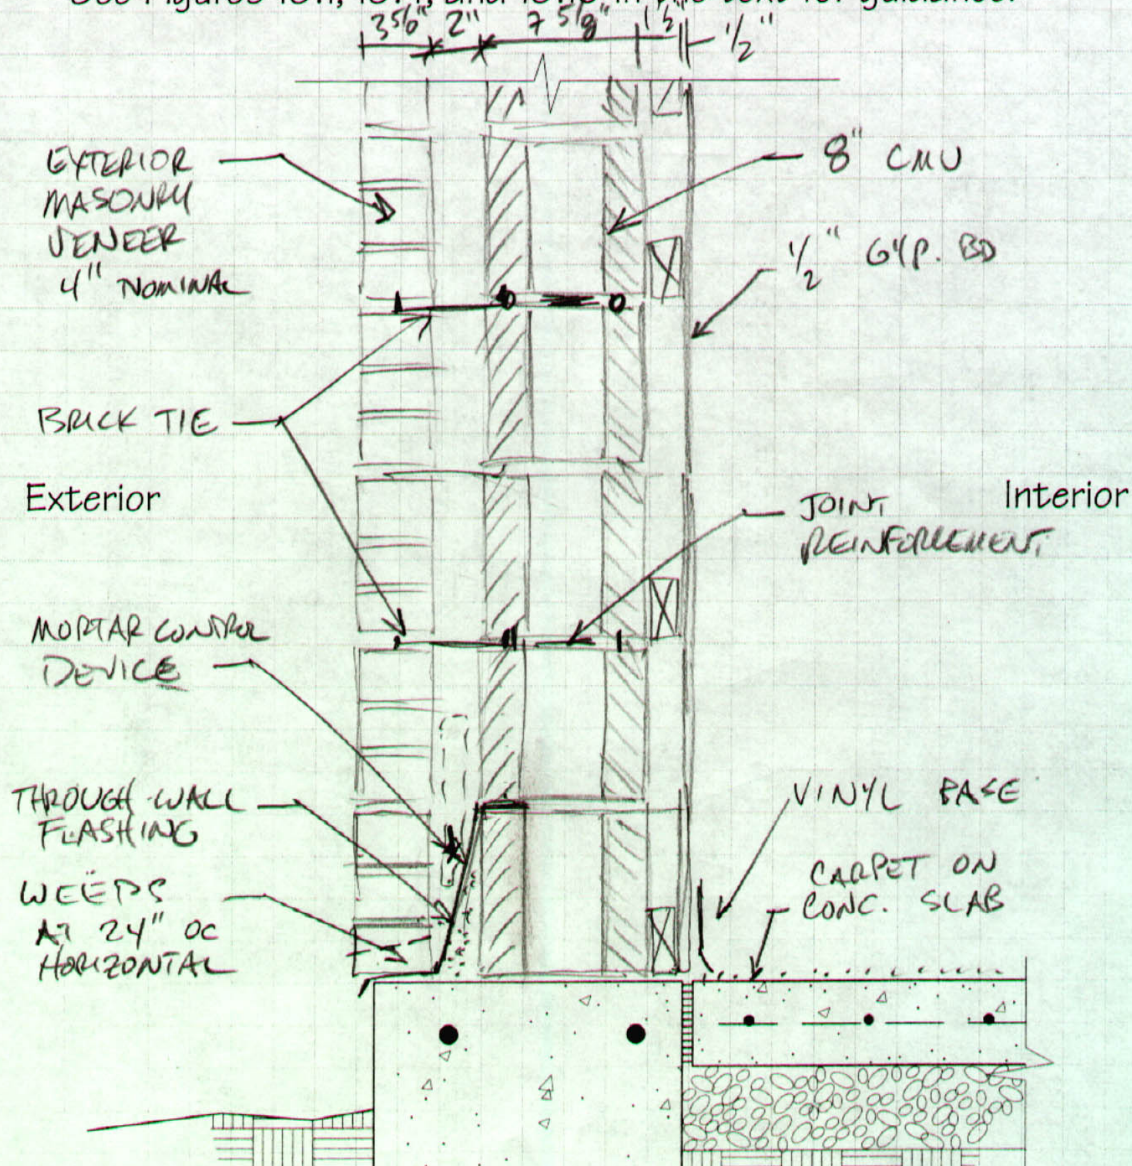 3 5/8" 2" 7 5/8" 1 1/2 1/2"
EXTERIOR
MASONRY
VENEER
4" NOMINAL
8" CMU
1/2" GYP. BD
BRICK TIE
Exterior
Interior
JOINT
REINFORCEMENT
MORTAR CONTROL
DEVICE
THROUGH-WALL
FLASHING
WEEPS
AT 24" OC
HORIZONTAL
VINYL BASE
CARPET ON
CONC. SLAB